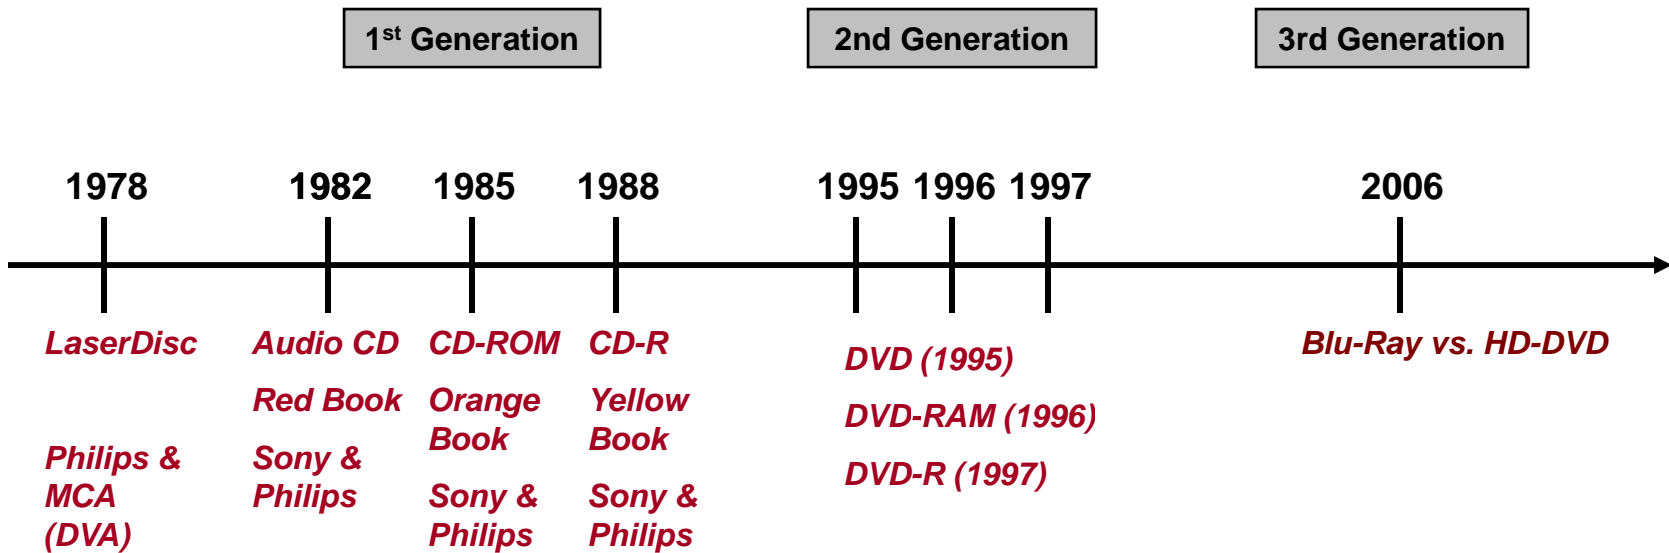 1st Generation
2nd Generation
3rd Generation
1978
1982
1985
1988
1995
1996
1997
2006
LaserDisc
Philips &
MCA
(DVA)
Audio CD
Red Book
Sony &
Philips
CD-ROM
Orange
Book
Sony &
Philips
CD-R
Yellow
Book
Sony &
Philips
DVD (1995)
DVD-RAM (1996)
DVD-R (1997)
Blu-Ray vs. HD-DVD